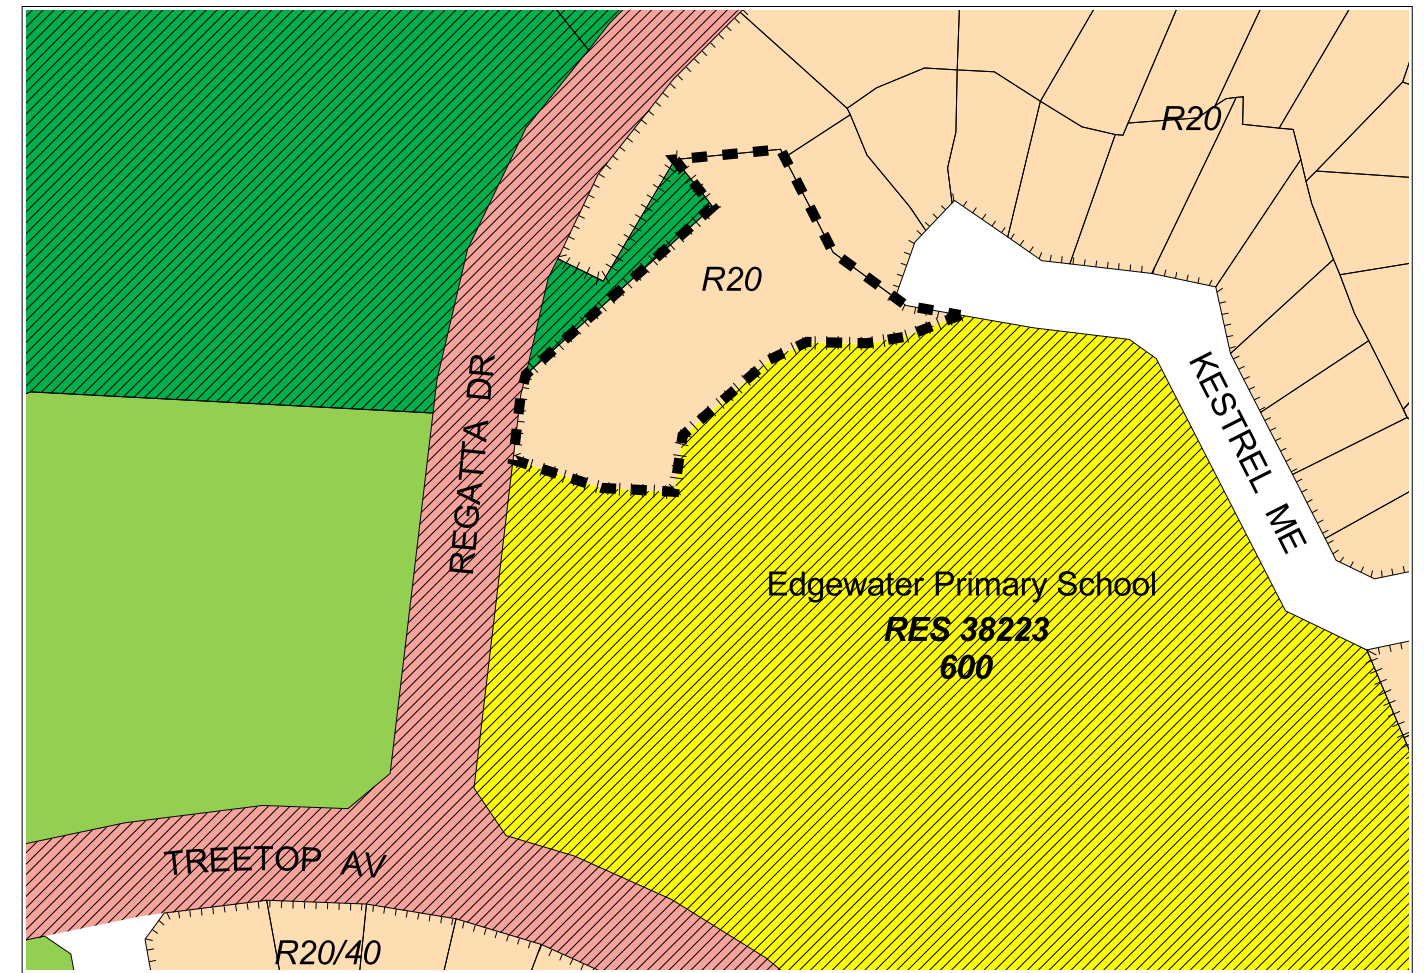 R20
R20
REGATTA DR
KESTREL ME
Edgewater Primary School
RES 38223
600
TREETOP AV
R20/40